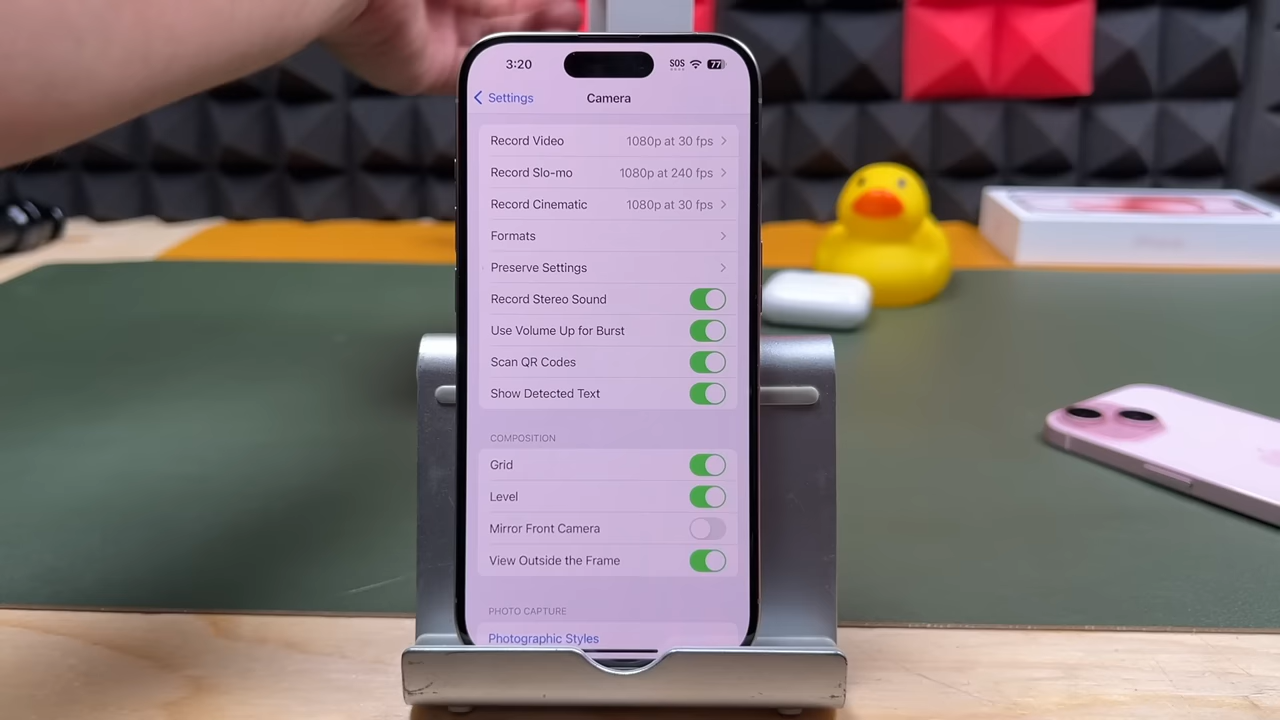 3:20 SOS 77
Settings Camera
Record Video 1080p at 30 fps
Record Slo-mo 1080p at 240 fps
Record Cinematic 1080p at 30 fps
Formats
Preserve Settings
Record Stereo Sound
Use Volume Up for Burst
Scan QR Codes
Show Detected Text
COMPOSITION
Grid
Level
Mirror Front Camera
View Outside the Frame
PHOTO CAPTURE
Photographic Styles